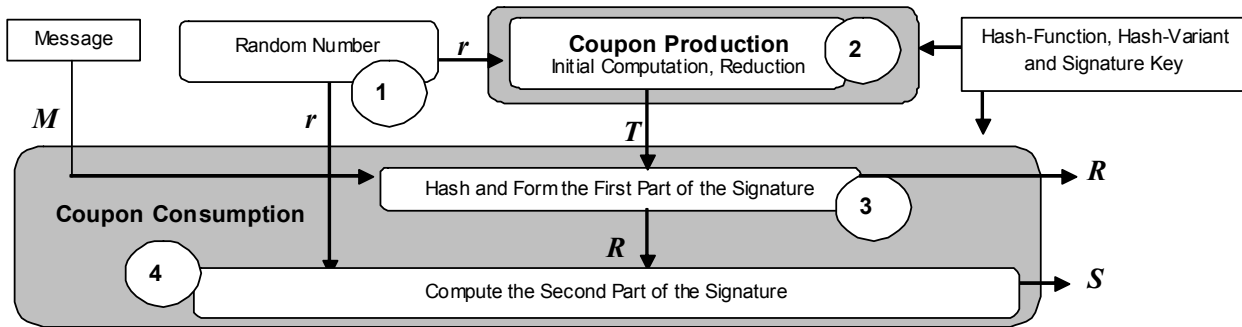 Message
Random Number
1
r
Coupon Production
Initial Computation, Reduction
2
Hash-Function, Hash-Variant
and Signature Key
M
r
T
Hash and Form the First Part of the Signature
3
R
Coupon Consumption
R
4
Compute the Second Part of the Signature
S